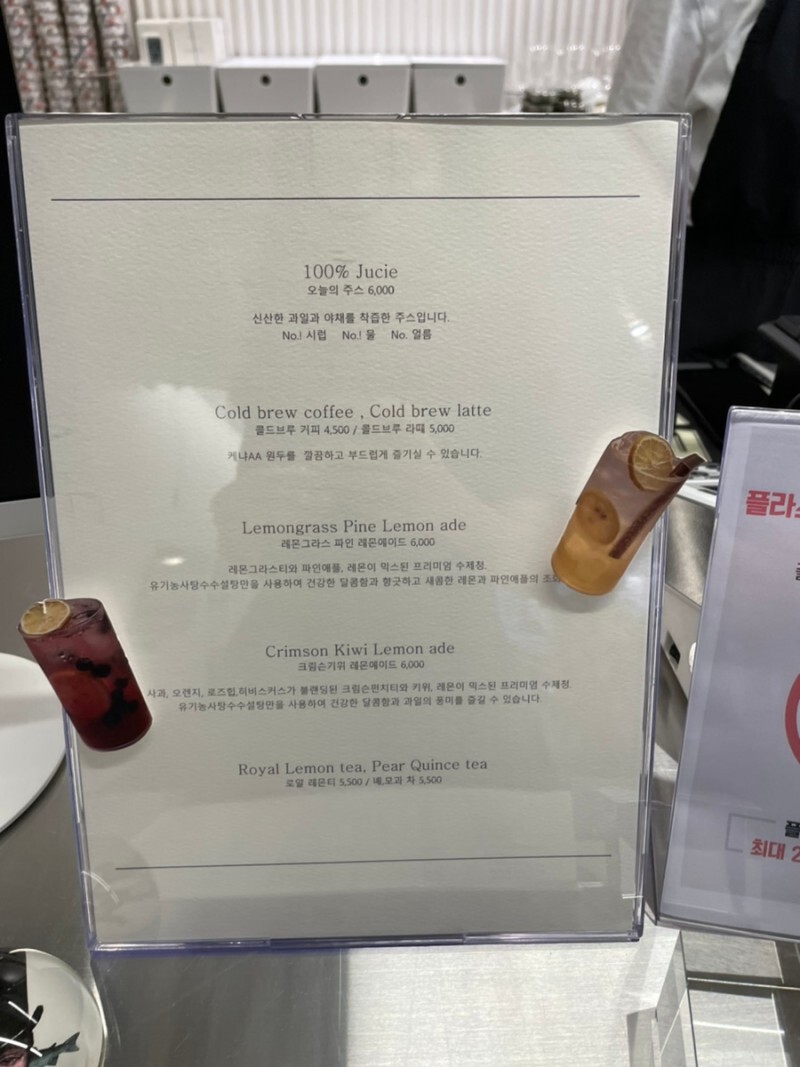 100% Jucie
오늘의 주스 6,000
신산한 과일과 야채를 착즙한 주스입니다.
No.! 시럽 No.! 물 No. 얼름
Cold brew coffee , Cold brew latte
콜드브루 커피 4,500 / 콜드브루 라떼 5,000
케냐AA 원두를 깔끔하고 부드럽게 즐기실 수 있습니다.
Lemongrass Pine Lemon ade
레몬그라스 파인 레몬에이드 6,000
레몬그라스티와 파인애플, 레몬이 믹스된 프리미엄 수제청.
유기농사탕수수설탕만을 사용하여 건강한 달콤함과 향긋하고 새콤한 레몬과 파인애플의
Crimson Kiwi Lemon ade
크림슨키위 레몬에이드 6,000
사과, 오렌지, 로즈힙,히비스커스가 블랜딩된 크림슨펀치티와 키위, 레몬이 믹스된 프리미엄 수제청.
유기농사탕수수설탕만을 사용하여 건강한 달콤함과 과일의 풍미를 즐길 수 있습니다.
Royal Lemon tea, Pear Quince tea
로얄 레몬티 5,500 / 배,모과 차 5,500
플라
최대 2